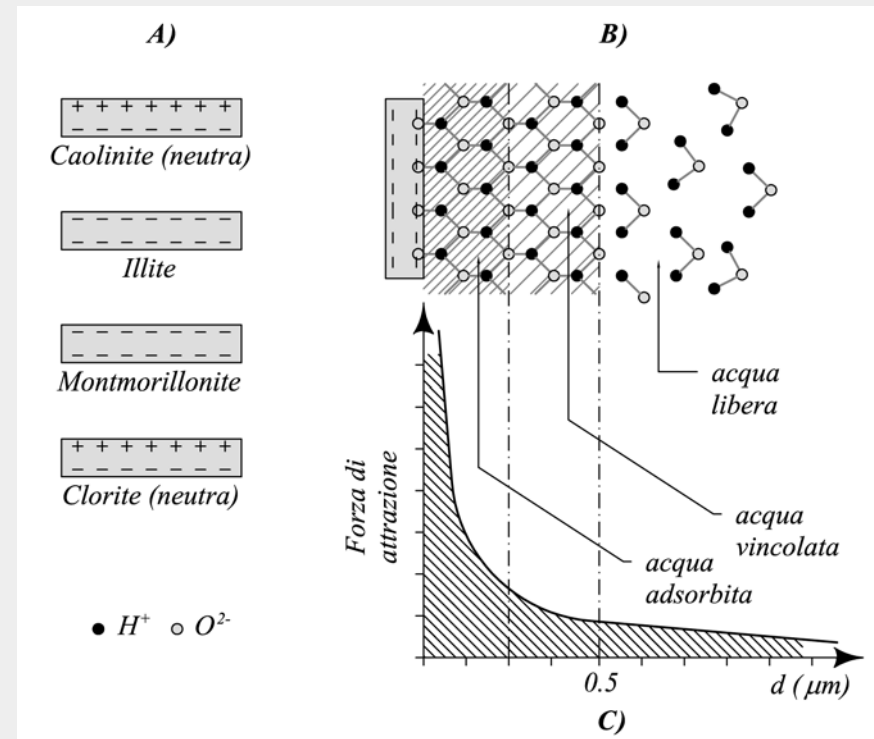 A)
+ + + + + + +
− − − − − − −
Caolinite (neutra)
− − − − − − −
− − − − − − −
Illite
− − − − − − −
− − − − − − −
Montmorillonite
+ + + + + + +
− − − − − − −
Clorite (neutra)
H+ O2-
B)
acqua
libera
acqua
vincolata
acqua
adsorbita
Forza di
attrazione
0.5
d (μm)
C)